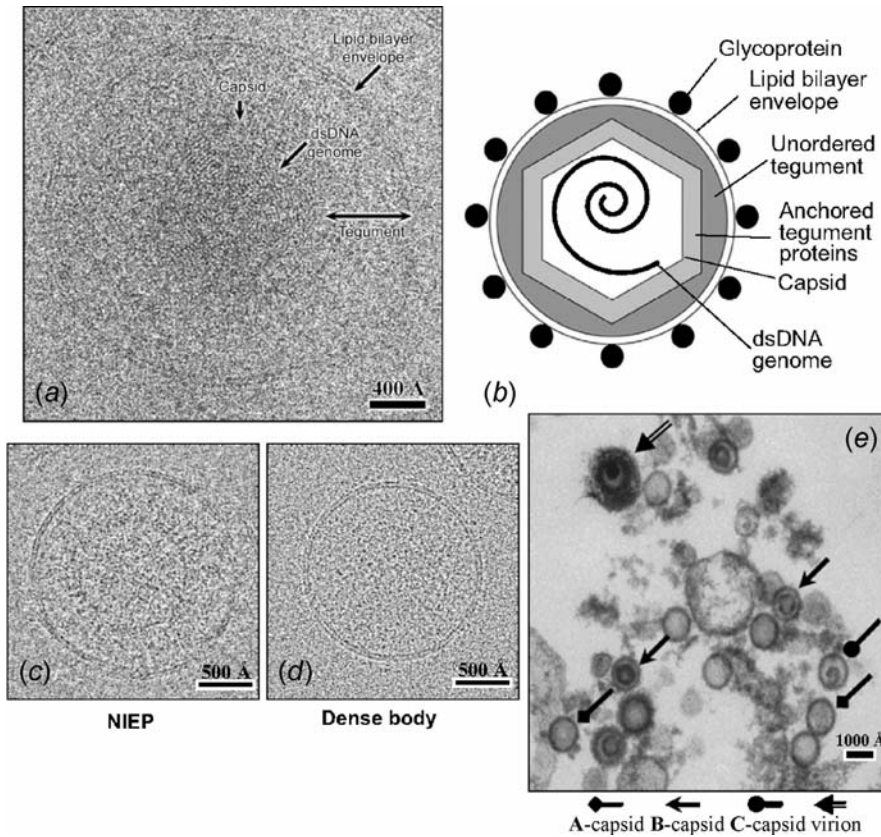 Lipid bilayer
envelope
Capsid
dsDNA
genome
Tegument
(a)
400 Å
Glycoprotein
Lipid bilayer
envelope
Unordered
tegument
Anchored
tegument
proteins
Capsid
dsDNA
genome
(b)
(c)
500 Å
NIEP
(d)
500 Å
Dense body
(e)
1000 Å
A-capsid B-capsid C-capsid virion